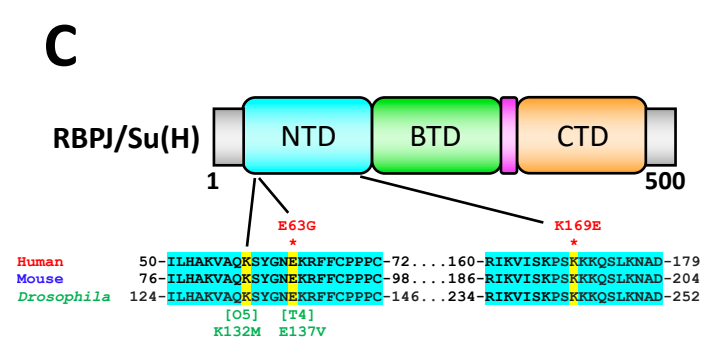 C
RBPJ/Su(H) NTD BTD CTD
1 500
E63G K169E
* *
Human 50-ILHAKVAQKSYGNEKRFFCPPPC-72....160-RIKVISKPSKKKQSLKNAD-179
Mouse 76-ILHAKVAQKSYGNEKRFFCPPPC-98....186-RIKVISKPSKKKQSLKNAD-204
Drosophila 124-ILHAKVAQKSYGNEKRFFCPPPC-146...234-RIKVISKPSKKKQSLKNAD-252
[O5] [T4]
K132M E137V